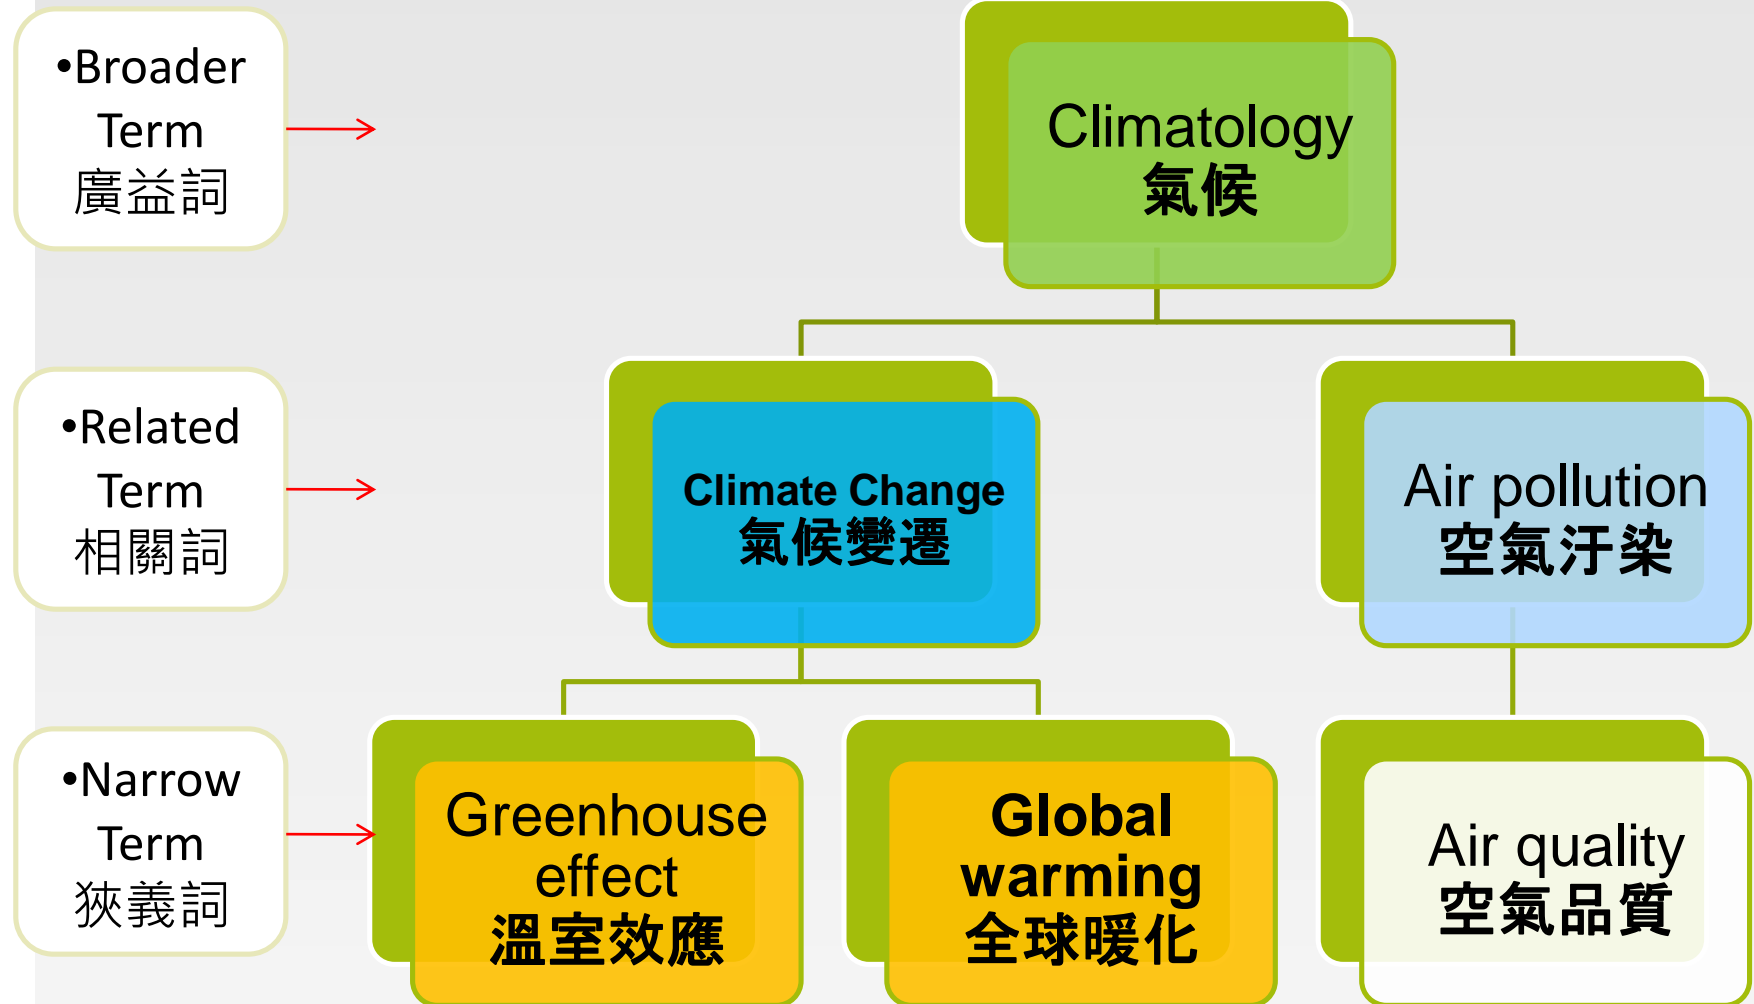 •Broader
Term
廣益詞
Climatology
氣候
•Related
Term
相關詞
Climate Change
氣候變遷
Air pollution
空氣汙染
•Narrow
Term
狹義詞
Greenhouse
effect
溫室效應
Global
warming
全球暖化
Air quality
空氣品質